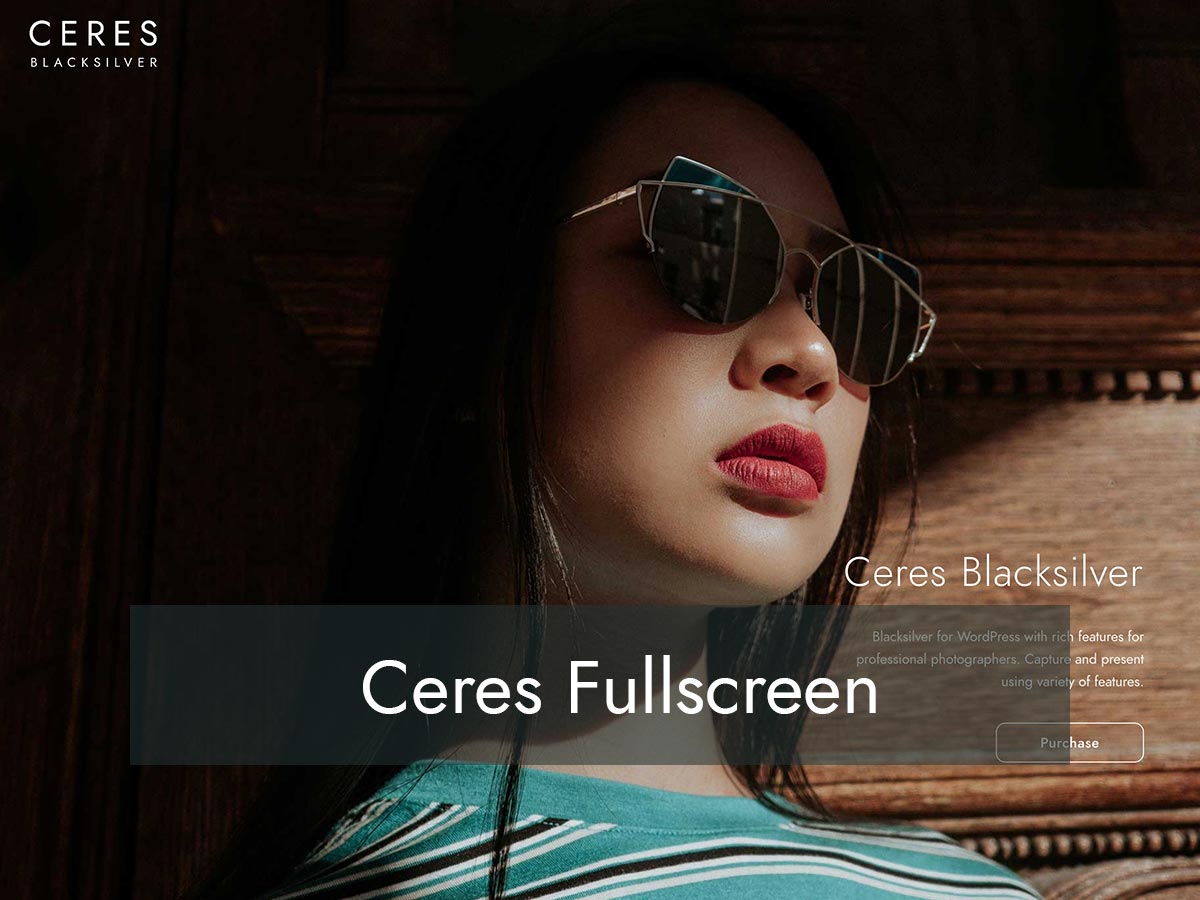 CERES
BLACKSILVER
Ceres Blacksilver
Blacksilver for WordPress with rich features for
professional photographers. Capture and present
using variety of features.
Ceres Fullscreen
Purchase